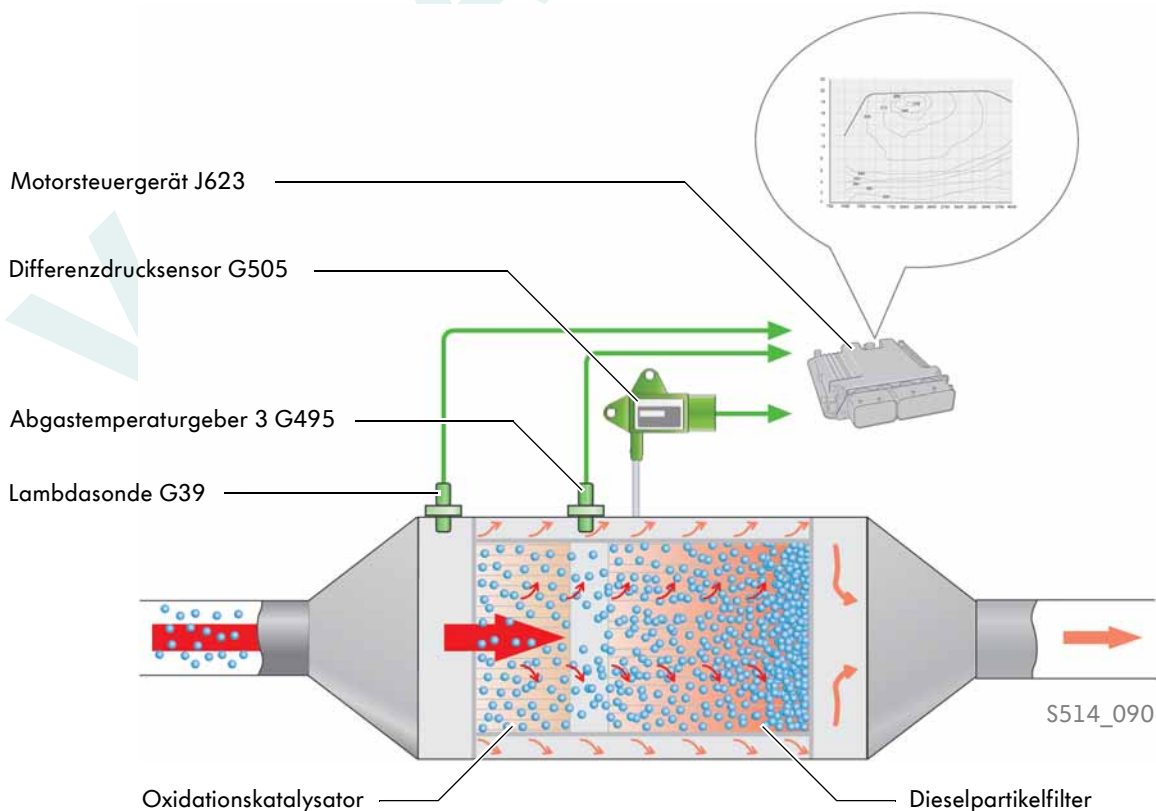 Motorsteuergerät J623
Differenzdrucksensor G505
Abgastemperaturgeber 3 G495
Lambdasonde G39
S514_090
Oxidationskatalysator
Dieselpartikelfilter